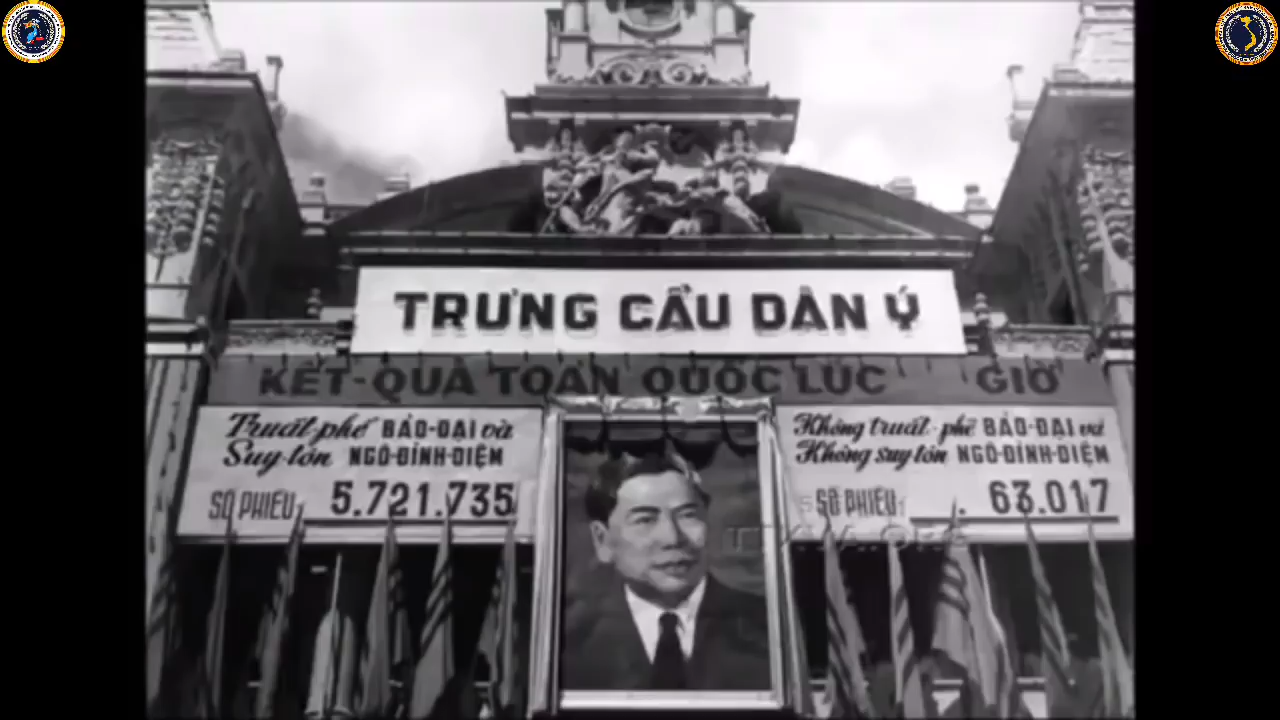 TRƯNG CẦU DÂN Ý
KẾT-QUẢ TOÀN QUỐC LÚC GIỜ
Truất-phế BẢO-ĐẠI và
Suy-tôn NGÔ-ĐÌNH-DIỆM
SỐ PHIẾU: 5.721.735
Không truất-phế BẢO-ĐẠI và
Không suy tôn NGÔ-ĐÌNH-DIỆM
SỐ PHIẾU: 63.017